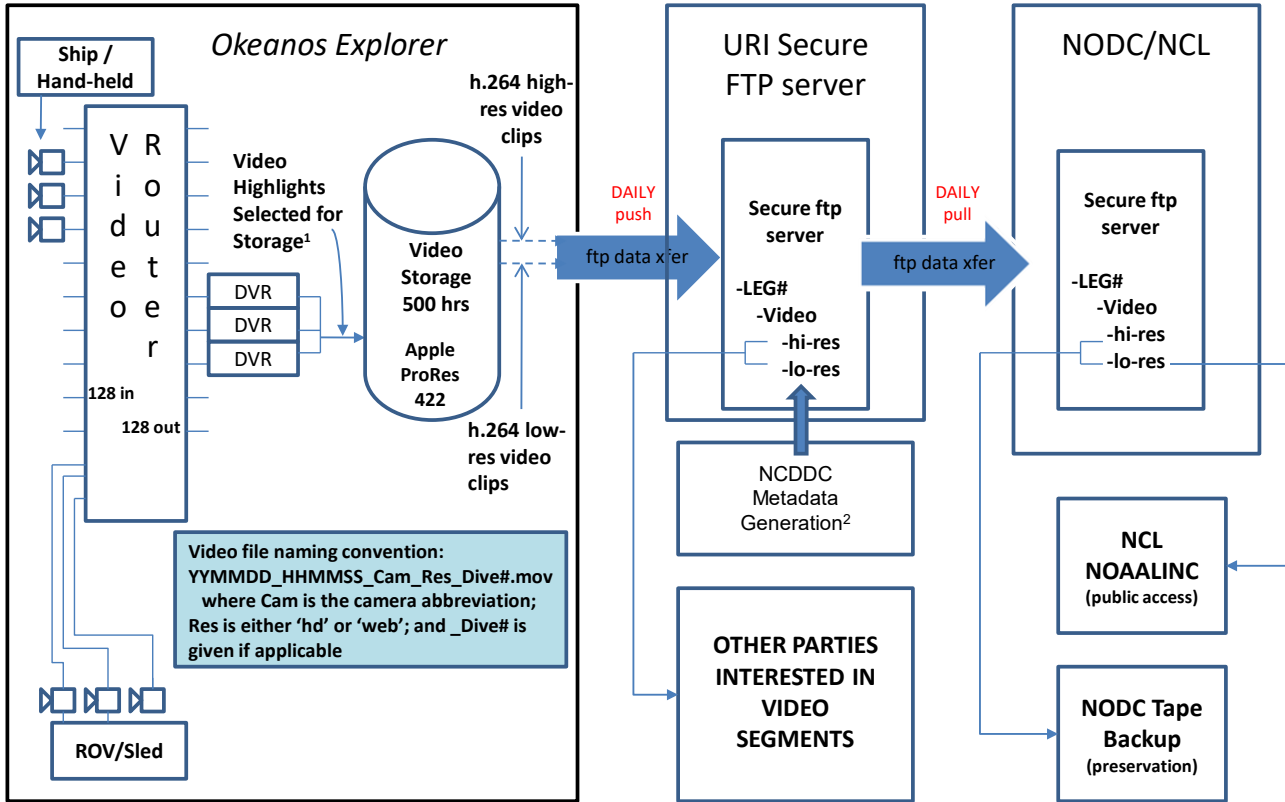 Okeanos Explorer
Ship /
Hand-held
Video
Router
128 in
128 out
Video
Highlights
Selected for
Storage¹
DVR
DVR
DVR
Video
Storage
500 hrs
Apple
ProRes
422
h.264 high-
res video
clips
h.264 low-
res video
clips
Video file naming convention:
YYMMDD_HHMMSS_Cam_Res_Dive#.mov
where Cam is the camera abbreviation;
Res is either ‘hd’ or ‘web’; and _Dive# is
given if applicable
ROV/Sled
DAILY
push
ftp data xfer
URI Secure
FTP server
Secure ftp
server
-LEG#
-Video
-hi-res
-lo-res
NCDDC
Metadata
Generation²
OTHER PARTIES
INTERESTED IN
VIDEO
SEGMENTS
DAILY
pull
ftp data xfer
NODC/NCL
Secure ftp
server
-LEG#
-Video
-hi-res
-lo-res
NCL
NOAALINC
(public access)
NODC Tape
Backup
(preservation)